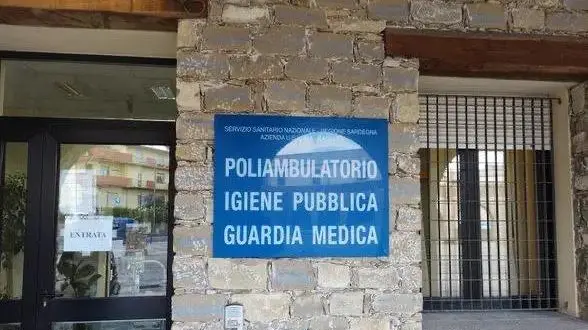 SERVIZIO SANITARIO NAZIONALE - REGIONE SARDEGNA
AZIENDA
POLIAMBULATORIO
IGIENE PUBBLICA
GUARDIA MEDICA
ENTRATA